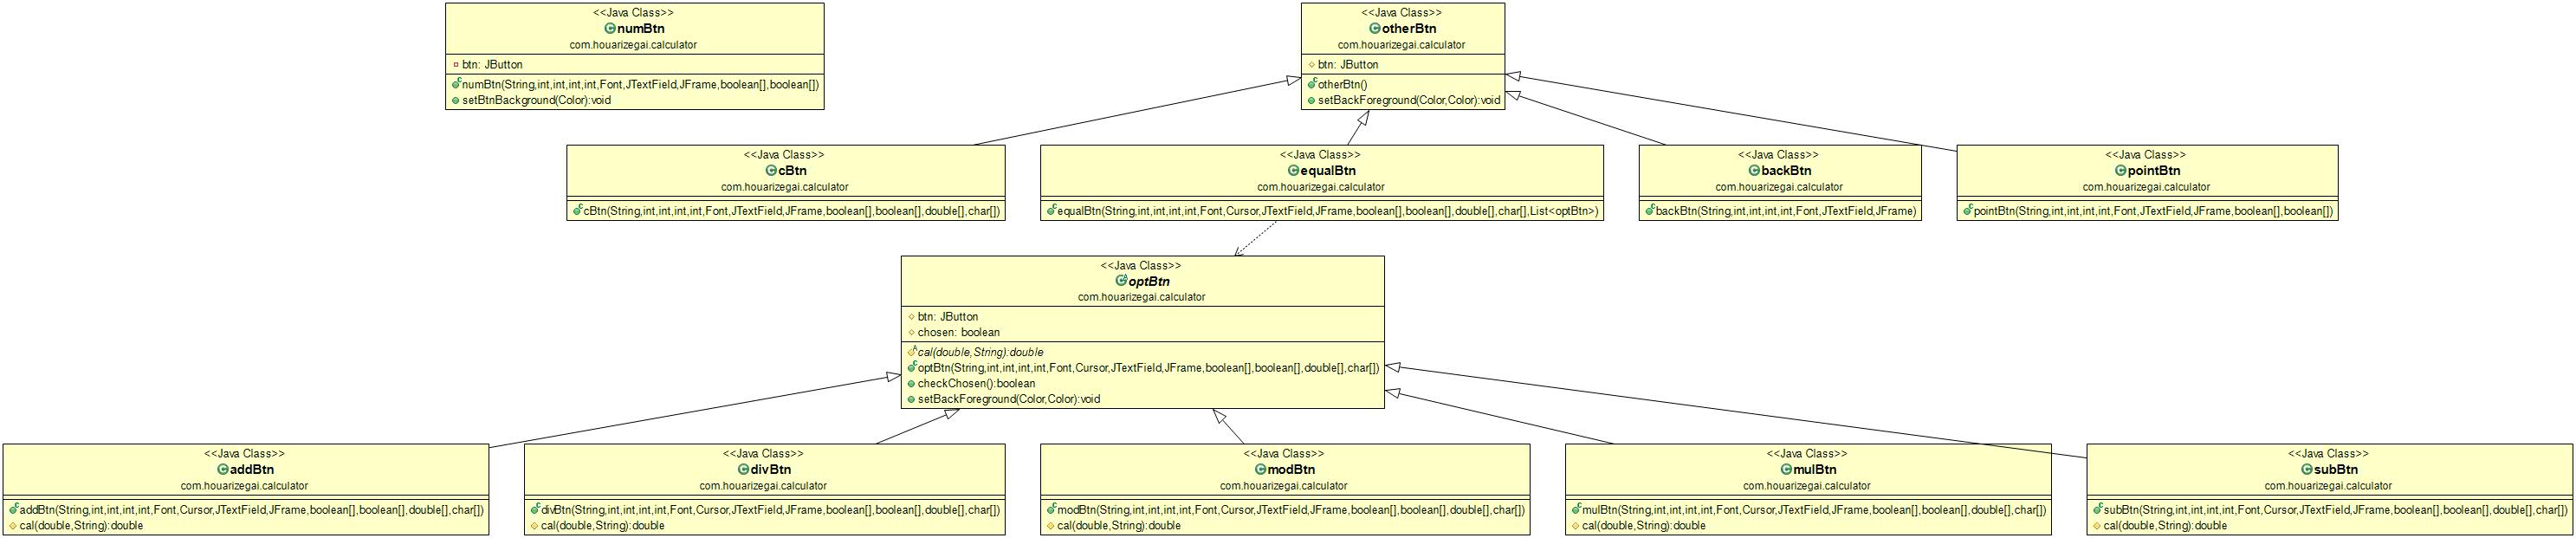 <<Java Class>>
numBtn
com.houarizegai.calculator
btn: JButton
numBtn(String,int,int,int,int,Font,JTextField,JFrame,boolean[],boolean[])
setBtnBackground(Color):void
<<Java Class>>
otherBtn
com.houarizegai.calculator
btn: JButton
otherBtn()
setBackForeground(Color,Color):void
<<Java Class>>
cBtn
com.houarizegai.calculator
cBtn(String,int,int,int,int,Font,JTextField,JFrame,boolean[],boolean[],double[],char[])
<<Java Class>>
equalBtn
com.houarizegai.calculator
equalBtn(String,int,int,int,int,Font,Cursor,JTextField,JFrame,boolean[],boolean[],double[],char[],List<optBtn>)
<<Java Class>>
backBtn
com.houarizegai.calculator
backBtn(String,int,int,int,int,Font,JTextField,JFrame)
<<Java Class>>
pointBtn
com.houarizegai.calculator
pointBtn(String,int,int,int,int,Font,JTextField,JFrame,boolean[],boolean[])
<<Java Class>>
optBtn
com.houarizegai.calculator
btn: JButton
chosen: boolean
cal(double,String):double
optBtn(String,int,int,int,int,Font,Cursor,JTextField,JFrame,boolean[],boolean[],double[],char[])
checkChosen():boolean
setBackForeground(Color,Color):void
<<Java Class>>
addBtn
com.houarizegai.calculator
addBtn(String,int,int,int,int,Font,Cursor,JTextField,JFrame,boolean[],boolean[],double[],char[])
cal(double,String):double
<<Java Class>>
divBtn
com.houarizegai.calculator
divBtn(String,int,int,int,int,Font,Cursor,JTextField,JFrame,boolean[],boolean[],double[],char[])
cal(double,String):double
<<Java Class>>
modBtn
com.houarizegai.calculator
modBtn(String,int,int,int,int,Font,Cursor,JTextField,JFrame,boolean[],boolean[],double[],char[])
cal(double,String):double
<<Java Class>>
mulBtn
com.houarizegai.calculator
mulBtn(String,int,int,int,int,Font,Cursor,JTextField,JFrame,boolean[],boolean[],double[],char[])
cal(double,String):double
<<Java Class>>
subBtn
com.houarizegai.calculator
subBtn(String,int,int,int,int,Font,Cursor,JTextField,JFrame,boolean[],boolean[],double[],char[])
cal(double,String):double